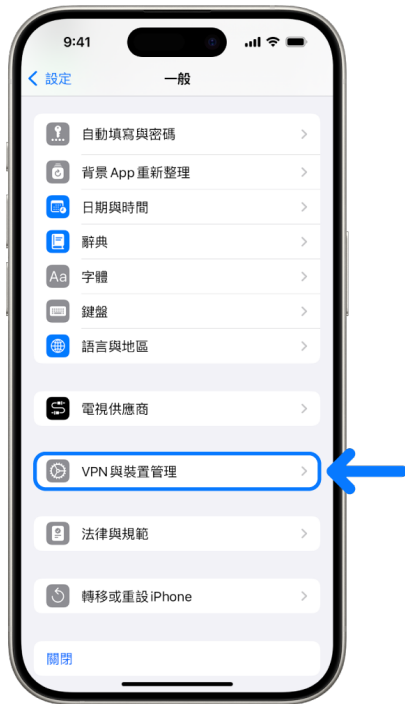 9:41
設定
一般
自動填寫與密碼
背景 App 重新整理
日期與時間
辭典
Aa
字體
鍵盤
語言與地區
電視供應商
VPN 與裝置管理
法律與規範
轉移或重設 iPhone
關閉